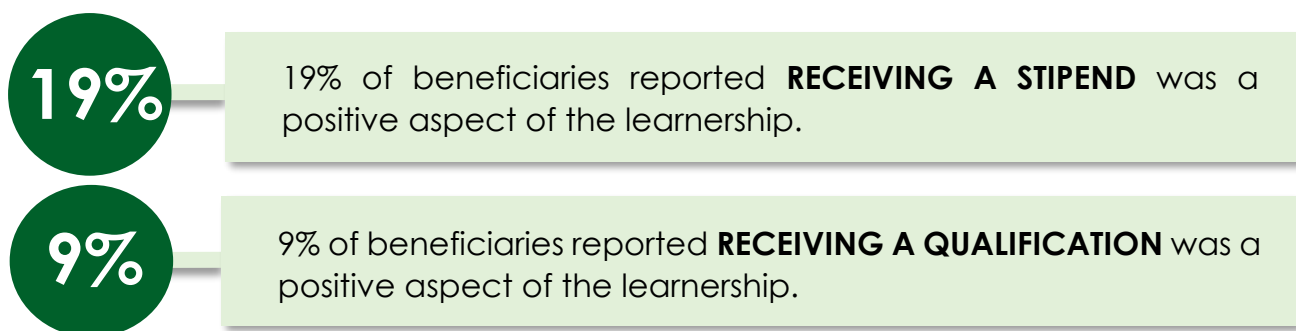 19%
19% of beneficiaries reported RECEIVING A STIPEND was a
positive aspect of the learnership.
9%
9% of beneficiaries reported RECEIVING A QUALIFICATION was a
positive aspect of the learnership.